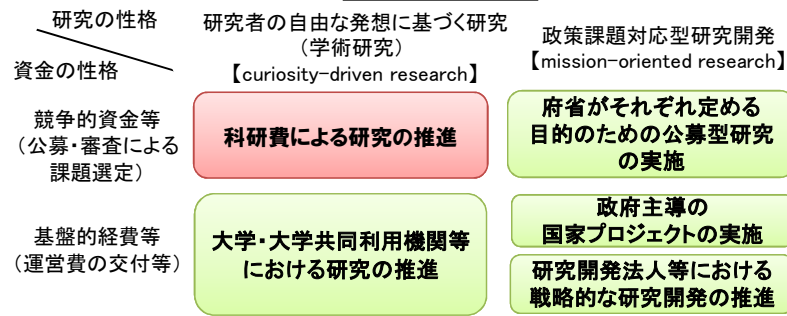 研究の性格
資金の性格
研究者の自由な発想に基づく研究
（学術研究）
【curiosity-driven research】
政策課題対応型研究開発
【mission-oriented research】
競争的資金等
（公募・審査による
課題選定）
科研費による研究の推進
府省がそれぞれ定める
目的のための公募型研究
の実施
基盤的経費等
（運営費の交付等）
大学・大学共同利用機関等
における研究の推進
政府主導の
国家プロジェクトの実施
研究開発法人等における
戦略的な研究開発の推進